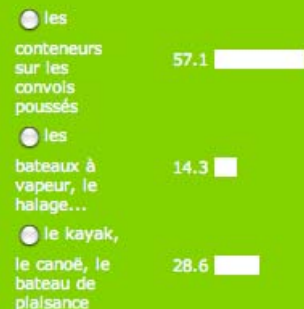 les
conteneurs
sur les
convois
poussés
57.1
les
bateaux à
vapeur, le
halage...
14.3
le kayak,
le canoë, le
bateau de
plaisance
28.6